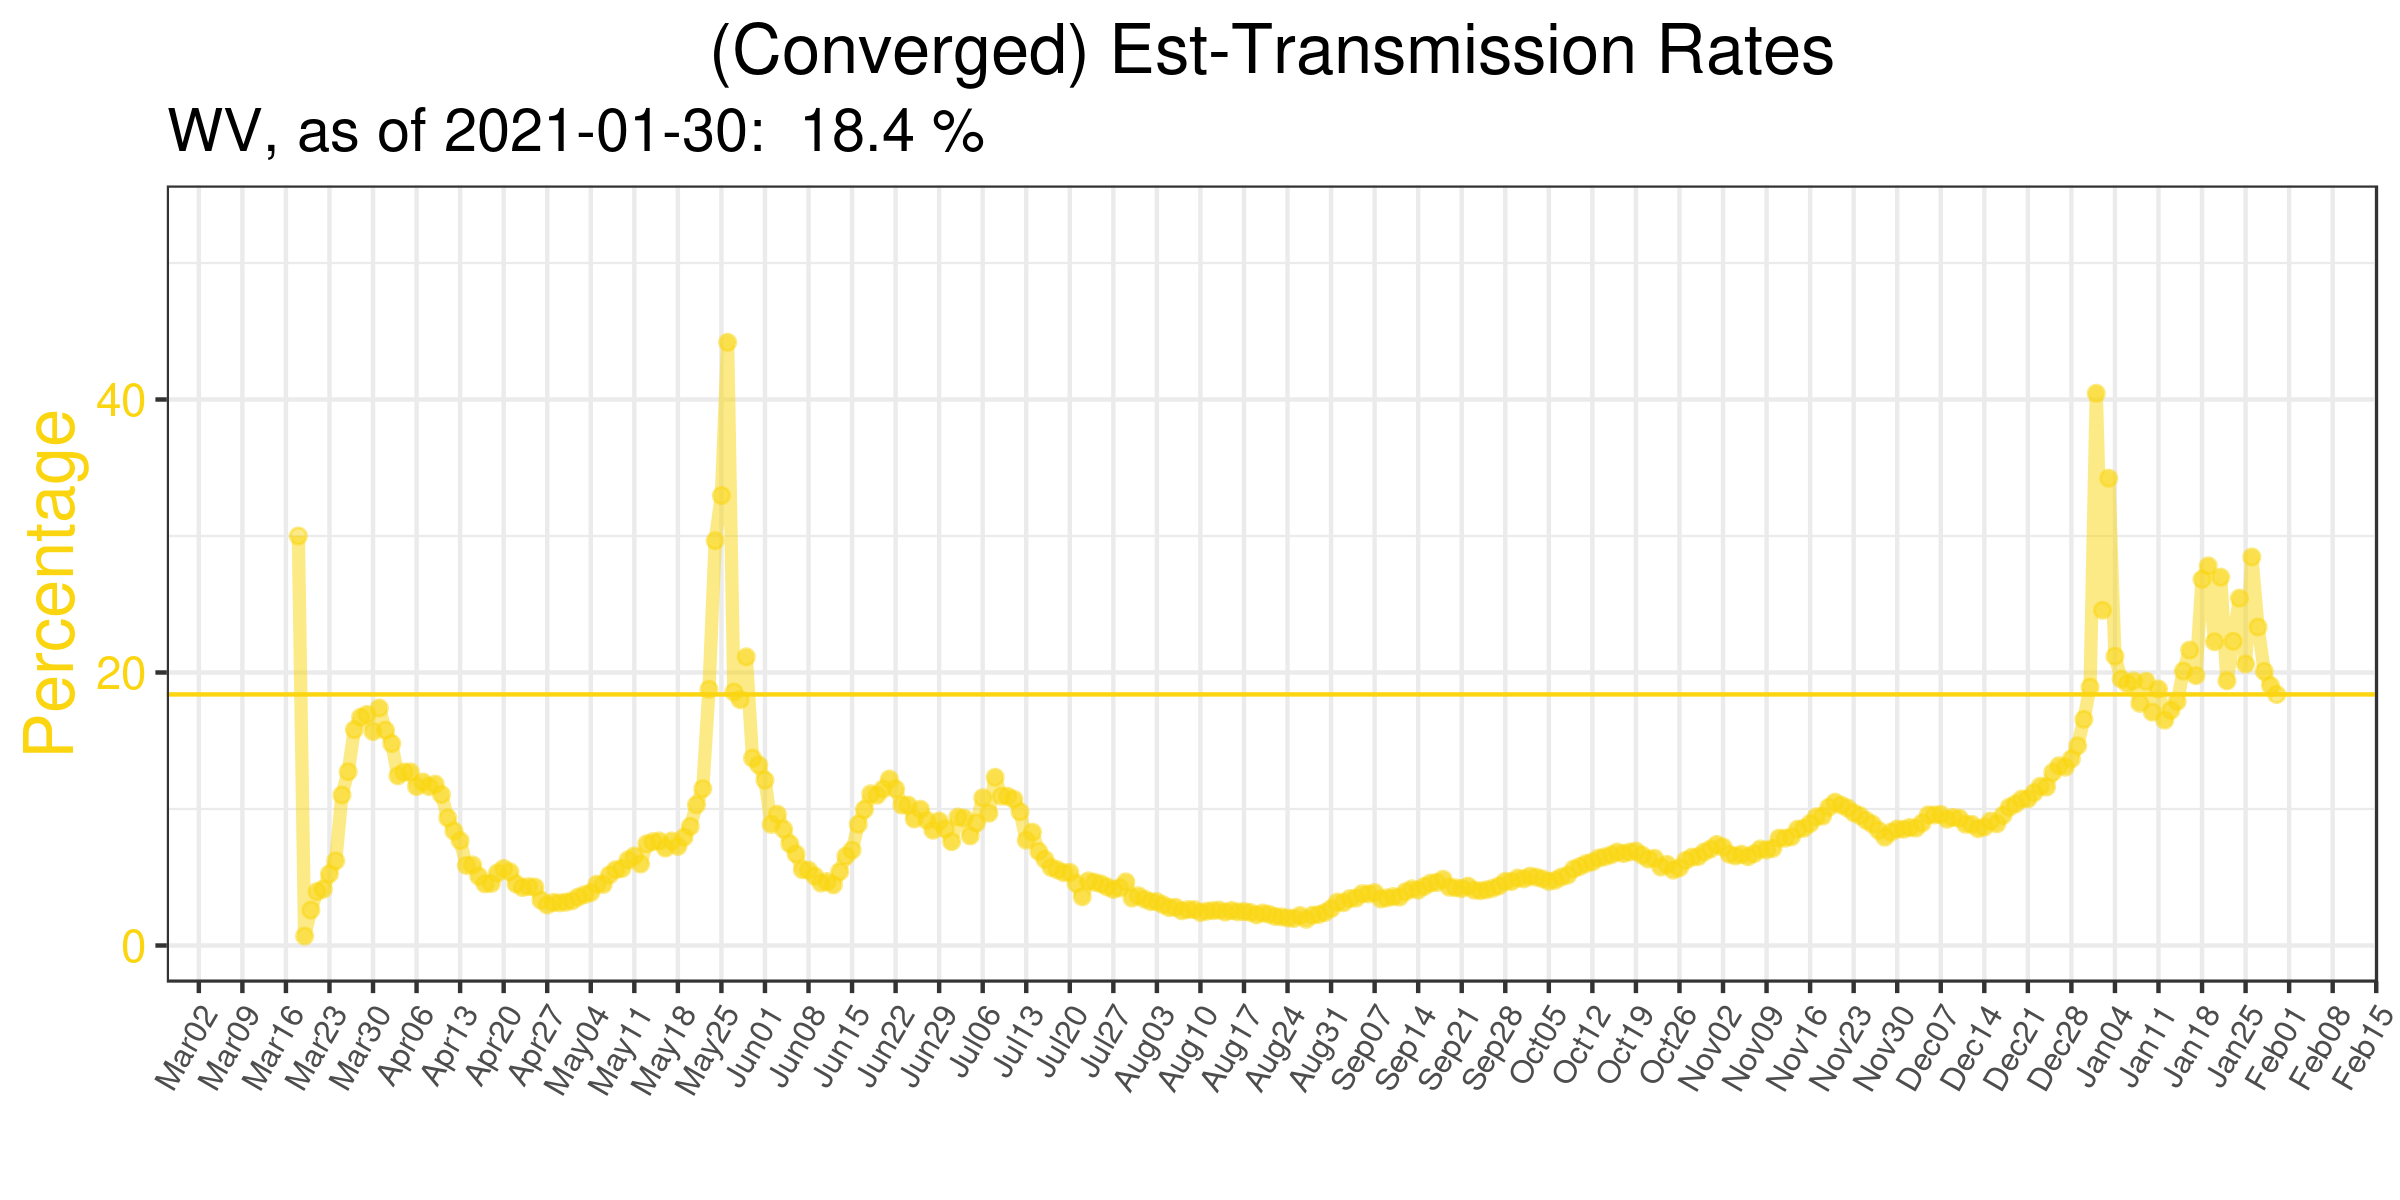 (Converged) Est-Transmission Rates
WV, as of 2021-01-30:  18.4 %
Percentage
40
20
0
Mar02
Mar09
Mar16
Mar23
Mar30
Apr06
Apr13
Apr20
Apr27
May04
May11
May18
May25
Jun01
Jun08
Jun15
Jun22
Jun29
Jul06
Jul13
Jul20
Jul27
Aug03
Aug10
Aug17
Aug24
Aug31
Sep07
Sep14
Sep21
Sep28
Oct05
Oct12
Oct19
Oct26
Nov02
Nov09
Nov16
Nov23
Nov30
Dec07
Dec14
Dec21
Dec28
Jan04
Jan11
Jan18
Jan25
Feb01
Feb08
Feb15